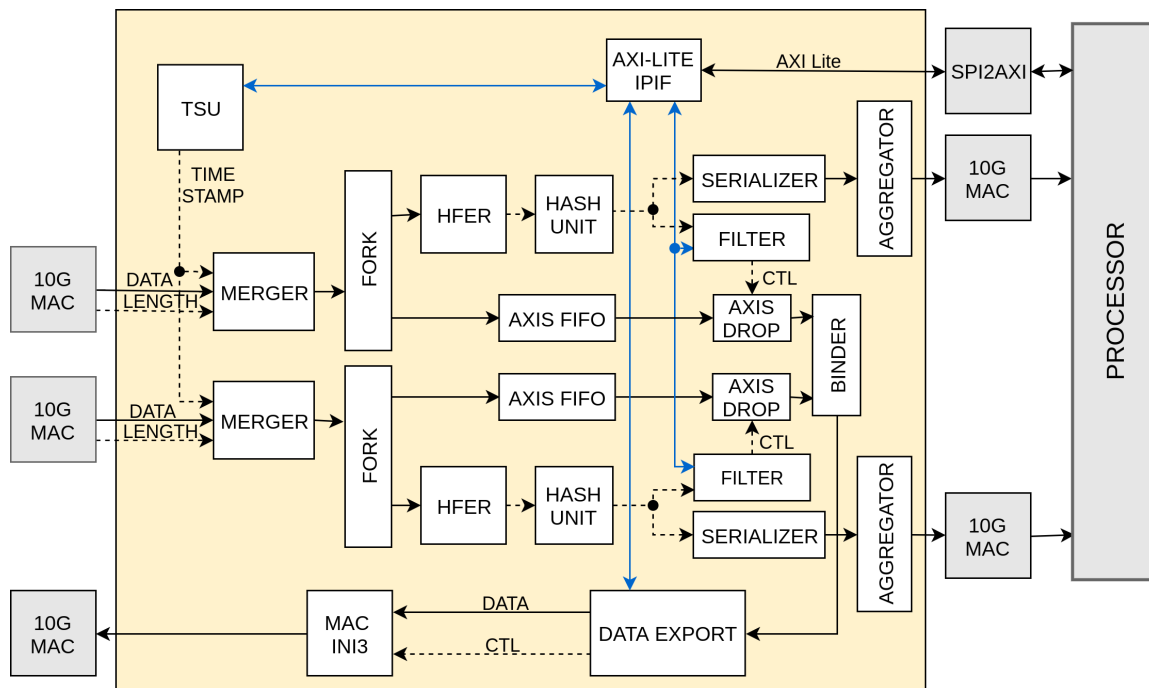 AXI-LITE
IPIF
AXI Lite
SPI2AXI
TSU
TIME
STAMP
AGGREGATOR
10G
MAC
SERIALIZER
HFER
HASH
UNIT
FORK
FILTER
CTL
PROCESSOR
10G
MAC
DATA
LENGTH
MERGER
AXIS FIFO
AXIS
DROP
BINDER
10G
MAC
DATA
LENGTH
MERGER
FORK
AXIS FIFO
AXIS
DROP
CTL
FILTER
HFER
HASH
UNIT
SERIALIZER
AGGREGATOR
10G
MAC
10G
MAC
MAC
INI3
DATA
CTL
DATA EXPORT